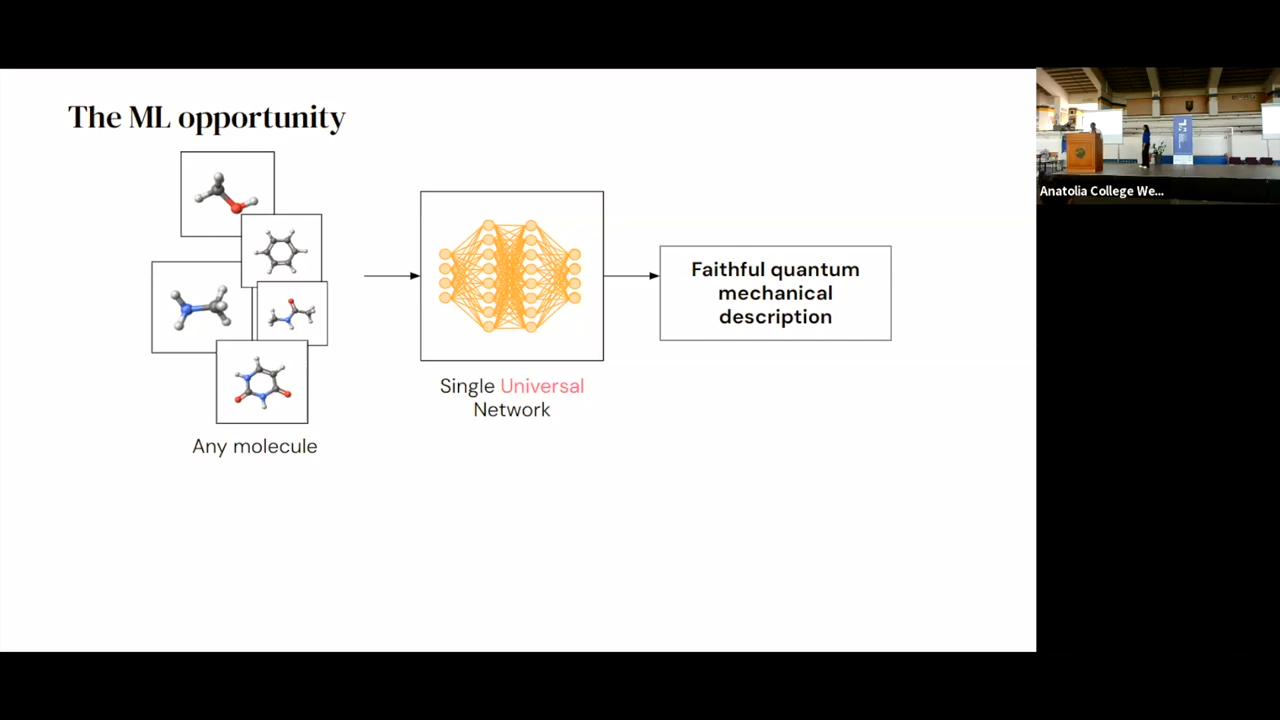 The ML opportunity
Faithful quantum
mechanical
description
Single Universal
Network
Any molecule
Anatolia College We...